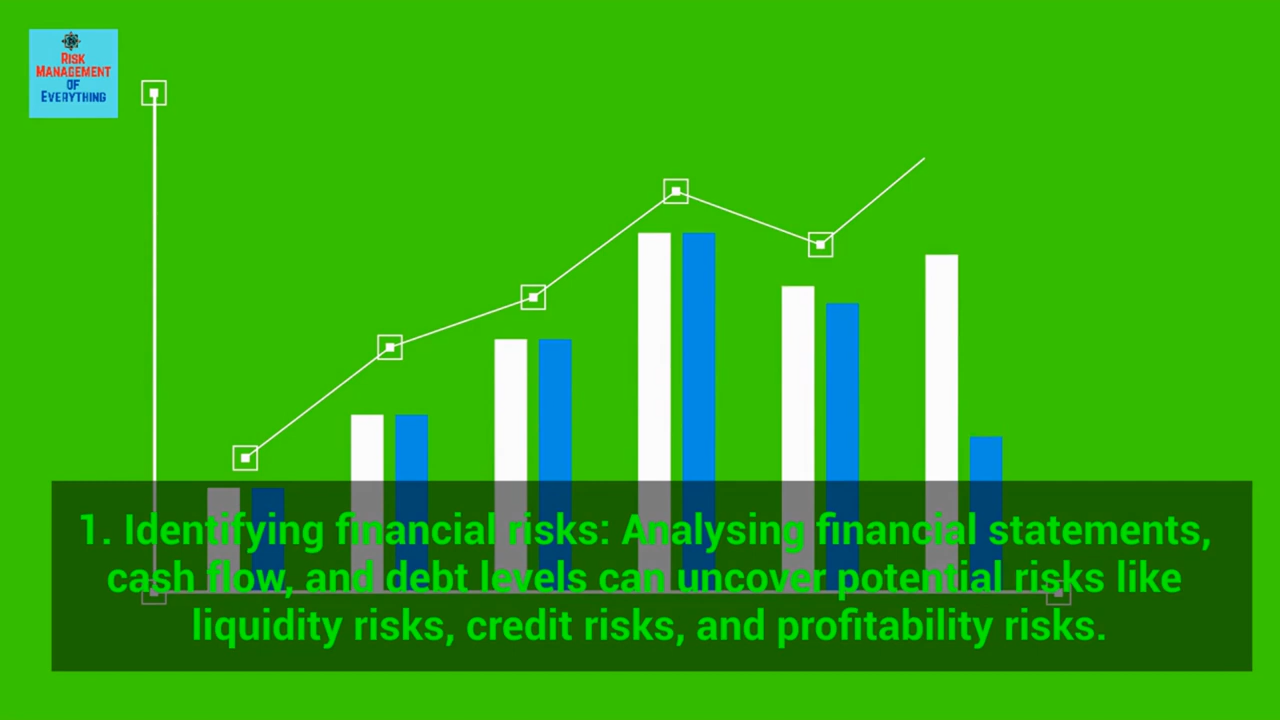 Risk
Management
of
Everything
1. Identifying financial risks: Analysing financial statements,
cash flow, and debt levels can uncover potential risks like
liquidity risks, credit risks, and profitability risks.